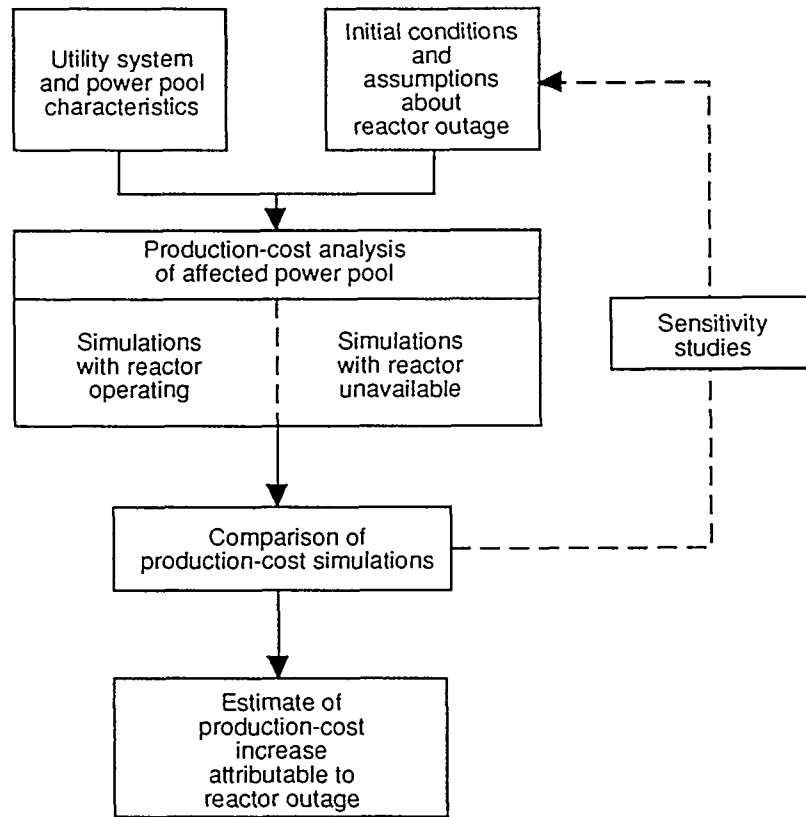 Utility system
and power pool
characteristics
Initial conditions
and
assumptions
about
reactor outage
Production-cost analysis
of affected power pool
Simulations
with reactor
operating
Simulations
with reactor
unavailable
Sensitivity
studies
Comparison of
production-cost simulations
Estimate of
production-cost
increase
attributable to
reactor outage